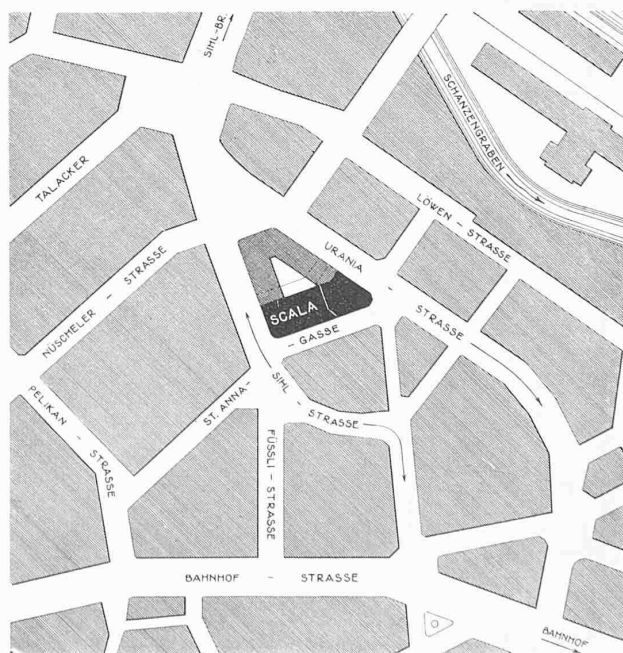 SIHL-BR.
SCHANZENGRABEN
TALACKER
LÖWEN - STRASSE
URANIA - STRASSE
NÜSCHELER - STRASSE
SCALA
ST. ANNA - GASSE
SIHL - STRASSE
PELIKAN - STRASSE
FÜSSLI - STRASSE
BAHNHOF - STRASSE
BAHNHOF